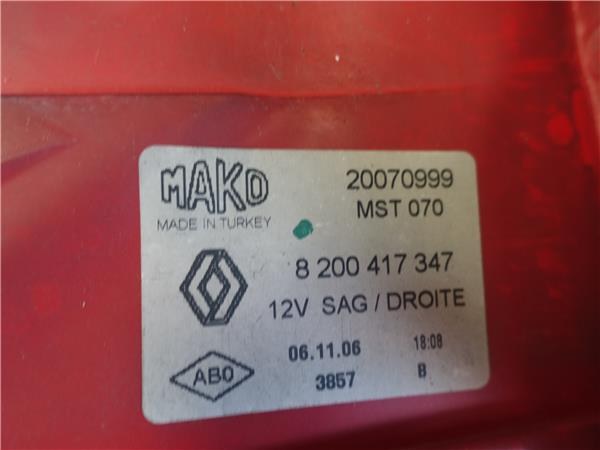 MAKO
MADE IN TURKEY
20070999
MST 070
8 200 417 347
12V SAG / DROITE
ABO
06.11.06 18:08
3857 B